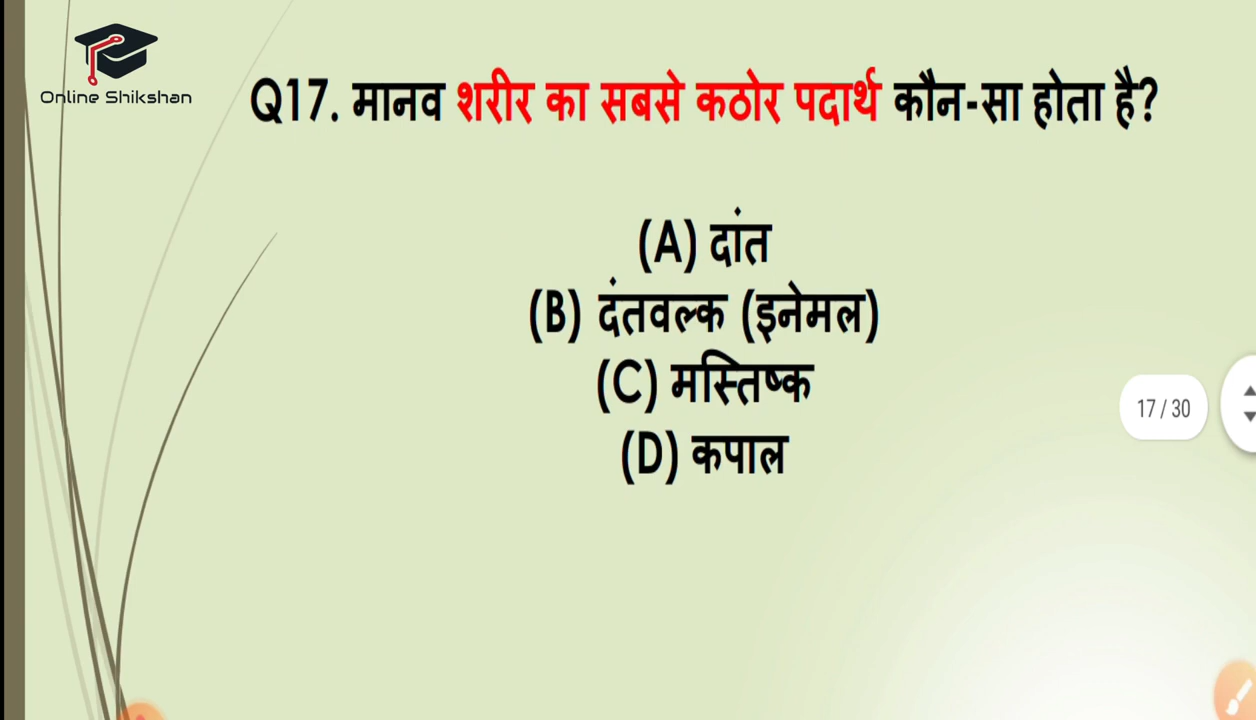 Online Shikshan
Q17. मानव शरीर का सबसे कठोर पदार्थ कौन-सा होता है?
(A) दांत
(B) दंतवल्क (इनेमल)
(C) मस्तिष्क
(D) कपाल
17 / 30